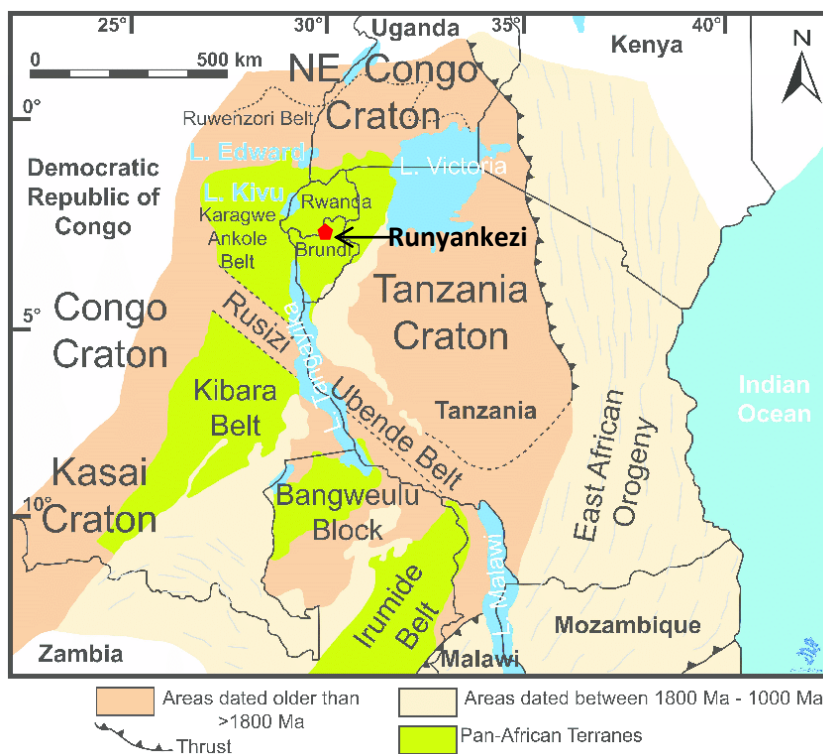 25°
30°
35°
40°
Uganda
Kenya
0
500 km
N
NE Congo
Craton
0°
Ruwenzori Belt
L. Edward
L. Victoria
Democratic
Republic of
Congo
L. Kivu
Rwanda
Karagwe
Ankole
Belt
Runyankezi
Brundi
Tanzania
Craton
5°
Congo
Craton
Rusizi
L. Tanganyika
Indian
Ocean
Kibara
Belt
Ubende Belt
Tanzania
Kasai
Craton
10°
Bangweulu
Block
East African
Orogeny
L. Malawi
Irumide
Belt
Mozambique
Zambia
Malawi
Areas dated older than
>1800 Ma
Areas dated between 1800 Ma - 1000 Ma
Thrust
Pan-African Terranes